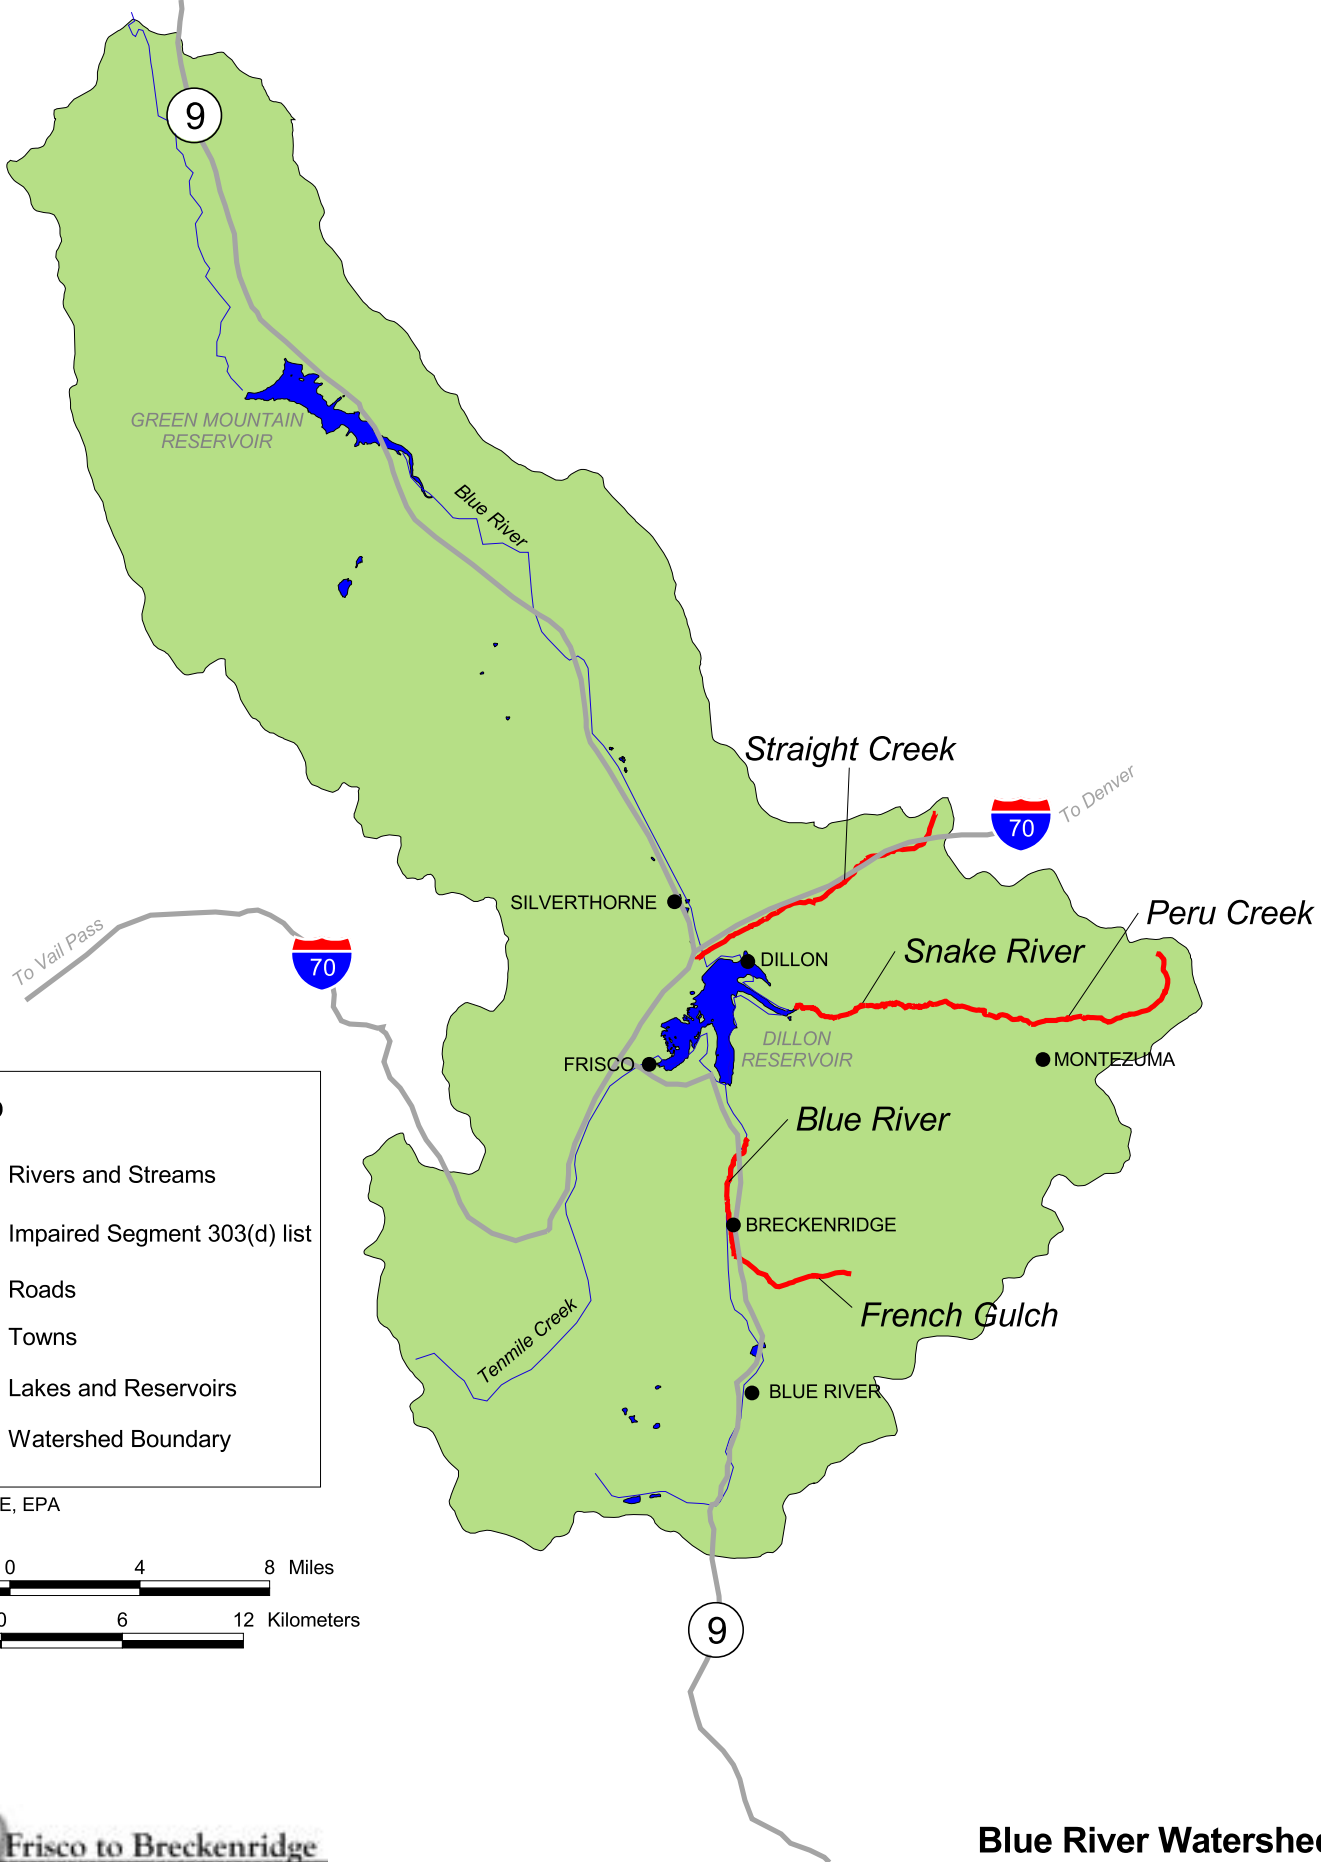 9
GREEN MOUNTAIN
RESERVOIR
Blue River
Straight Creek
70
To Denver
SILVERTHORNE
Peru Creek
Snake River
To Vail Pass
70
DILLON
DILLON
RESERVOIR
FRISCO
MONTEZUMA
Blue River
Rivers and Streams
BRECKENRIDGE
Impaired Segment 303(d) list
Roads
French Gulch
Towns
Tenmile Creek
Lakes and Reservoirs
BLUE RIVER
Watershed Boundary
E, EPA
0 4 8 Miles
0 6 12 Kilometers
9
Frisco to Breckenridge
Blue River Watershed